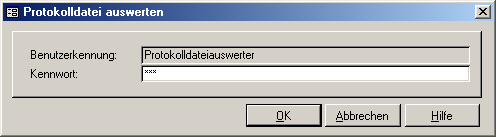 Protokolldatei auswerten
Benutzerkennung: Protokolldateiauswerter
Kennwort: ***
OK Abbrechen Hilfe